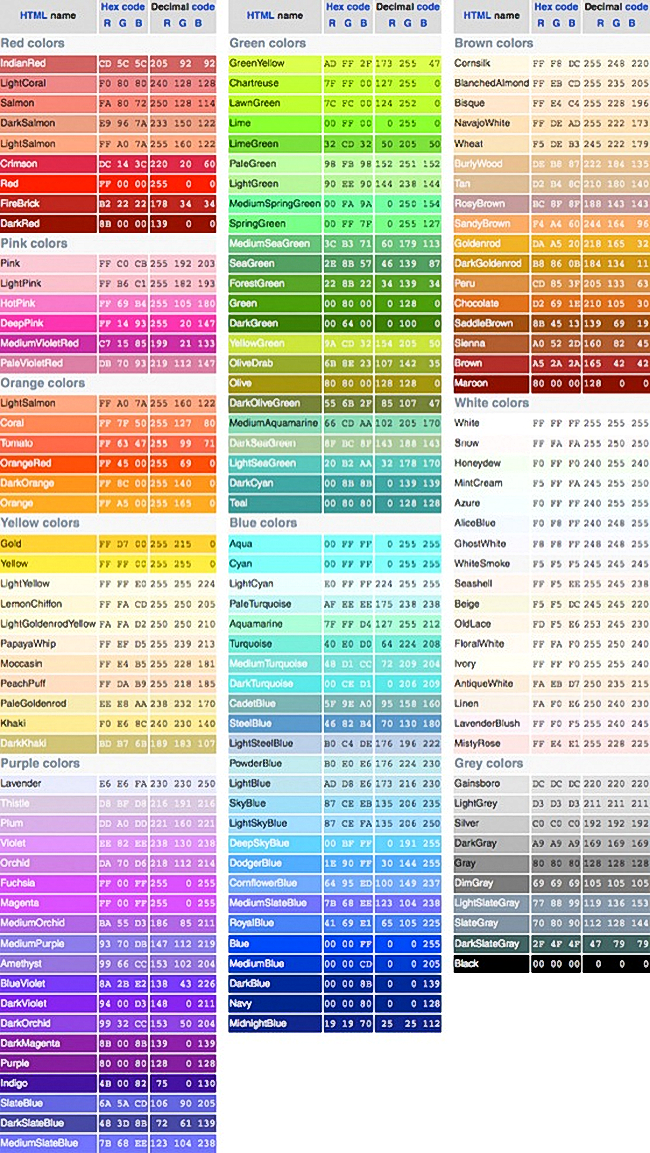 HTML name Hex code Decimal code
R G B R G B
Red colors
IndianRed CD 5C 5C 205 92 92
LightCoral F0 80 80 240 128 128
Salmon FA 80 72 250 128 114
DarkSalmon E9 96 7A 233 150 122
LightSalmon FF A0 7A 255 160 122
Crimson DC 14 3C 220 20 60
Red FF 00 00 255 0 0
FireBrick B2 22 22 178 34 34
DarkRed 8B 00 00 139 0 0
Pink colors
Pink FF C0 CB 255 192 203
LightPink FF B6 C1 255 182 193
HotPink FF 69 B4 255 105 180
DeepPink FF 14 93 255 20 147
MediumVioletRed C7 15 85 199 21 133
PaleVioletRed DB 70 93 219 112 147
Orange colors
LightSalmon FF A0 7A 255 160 122
Coral FF 7F 50 255 127 80
Tomato FF 63 47 255 99 71
OrangeRed FF 45 00 255 69 0
DarkOrange FF 8C 00 255 140 0
Orange FF A5 00 255 165 0
Yellow colors
Gold FF D7 00 255 215 0
Yellow FF FF 00 255 255 0
LightYellow FF FF E0 255 255 224
LemonChiffon FF FA CD 255 250 205
LightGoldenrodYellow FA FA D2 250 250 210
PapayaWhip FF EF D5 255 239 213
Moccasin FF E4 B5 255 228 181
PeachPuff FF DA B9 255 218 185
PaleGoldenrod EE E8 AA 238 232 170
Khaki F0 E6 8C 240 230 140
DarkKhaki BD B7 6B 189 183 107
Purple colors
Lavender E6 E6 FA 230 230 250
Thistle D8 BF D8 216 191 216
Plum DD A0 DD 221 160 221
Violet EE 82 EE 238 130 238
Orchid DA 70 D6 218 112 214
Fuchsia FF 00 FF 255 0 255
Magenta FF 00 FF 255 0 255
MediumOrchid BA 55 D3 186 85 211
MediumPurple 93 70 DB 147 112 219
Amethyst 99 66 CC 153 102 204
BlueViolet 8A 2B E2 138 43 226
DarkViolet 94 00 D3 148 0 211
DarkOrchid 99 32 CC 153 50 204
DarkMagenta 8B 00 8B 139 0 139
Purple 80 00 80 128 0 128
Indigo 4B 00 82 75 0 130
SlateBlue 6A 5A CD 106 90 205
DarkSlateBlue 48 3D 8B 72 61 139
MediumSlateBlue 7B 68 EE 123 104 238
HTML name Hex code Decimal code
R G B R G B
Green colors
GreenYellow AD FF 2F 173 255 47
Chartreuse 7F FF 00 127 255 0
LawnGreen 7C FC 00 124 252 0
Lime 00 FF 00 0 255 0
LimeGreen 32 CD 32 50 205 50
PaleGreen 98 FB 98 152 251 152
LightGreen 90 EE 90 144 238 144
MediumSpringGreen 00 FA 9A 0 250 154
SpringGreen 00 FF 7F 0 255 127
MediumSeaGreen 3C B3 71 60 179 113
SeaGreen 2E 8B 57 46 139 87
ForestGreen 22 8B 22 34 139 34
Green 00 80 00 0 128 0
DarkGreen 00 64 00 0 100 0
YellowGreen 9A CD 32 154 205 50
OliveDrab 6B 8E 23 107 142 35
Olive 80 80 00 128 128 0
DarkOliveGreen 55 6B 2F 85 107 47
MediumAquamarine 66 CD AA 102 205 170
DarkSeaGreen 8F BC 8F 143 188 143
LightSeaGreen 20 B2 AA 32 178 170
DarkCyan 00 8B 8B 0 139 139
Teal 00 80 80 0 128 128
Blue colors
Aqua 00 FF FF 0 255 255
Cyan 00 FF FF 0 255 255
LightCyan E0 FF FF 224 255 255
PaleTurquoise AF EE EE 175 238 238
Aquamarine 7F FF D4 127 255 212
Turquoise 40 E0 D0 64 224 208
MediumTurquoise 48 D1 CC 72 209 204
DarkTurquoise 00 CE D1 0 206 209
CadetBlue 5F 9E A0 95 158 160
SteelBlue 46 82 B4 70 130 180
LightSteelBlue B0 C4 DE 176 196 222
PowderBlue B0 E0 E6 176 224 230
LightBlue AD D8 E6 173 216 230
SkyBlue 87 CE EB 135 206 235
LightSkyBlue 87 CE FA 135 206 250
DeepSkyBlue 00 BF FF 0 191 255
DodgerBlue 1E 90 FF 30 144 255
CornflowerBlue 64 95 ED 100 149 237
MediumSlateBlue 7B 68 EE 123 104 238
RoyalBlue 41 69 E1 65 105 225
Blue 00 00 FF 0 0 255
MediumBlue 00 00 CD 0 0 205
DarkBlue 00 00 8B 0 0 139
Navy 00 00 80 0 0 128
MidnightBlue 19 19 70 25 25 112
HTML name Hex code Decimal code
R G B R G B
Brown colors
Cornsilk FF F8 DC 255 248 220
BlanchedAlmond FF EB CD 255 235 205
Bisque FF E4 C4 255 228 196
NavajoWhite FF DE AD 255 222 173
Wheat F5 DE B3 245 222 179
BurlyWood DE B8 87 222 184 135
Tan D2 B4 8C 210 180 140
RosyBrown BC 8F 8F 188 143 143
SandyBrown F4 A4 60 244 164 96
Goldenrod DA A5 20 218 165 32
DarkGoldenrod B8 86 0B 184 134 11
Peru CD 85 3F 205 133 63
Chocolate D2 69 1E 210 105 30
SaddleBrown 8B 45 13 139 69 19
Sienna A0 52 2D 160 82 45
Brown A5 2A 2A 165 42 42
Maroon 80 00 00 128 0 0
White colors
White FF FF FF 255 255 255
Snow FF FA FA 255 250 250
Honeydew F0 FF F0 240 255 240
MintCream F5 FF FA 245 255 250
Azure F0 FF FF 240 255 255
AliceBlue F0 F8 FF 240 248 255
GhostWhite F8 F8 FF 248 248 255
WhiteSmoke F5 F5 F5 245 245 245
Seashell FF F5 EE 255 245 238
Beige F5 F5 DC 245 245 220
OldLace FD F5 E6 253 245 230
FloralWhite FF FA F0 255 250 240
Ivory FF FF F0 255 255 240
AntiqueWhite FA EB D7 250 235 215
Linen FA F0 E6 250 240 230
LavenderBlush FF F0 F5 255 240 245
MistyRose FF E4 E1 255 228 225
Grey colors
Gainsboro DC DC DC 220 220 220
LightGrey D3 D3 D3 211 211 211
Silver C0 C0 C0 192 192 192
DarkGray A9 A9 A9 169 169 169
Gray 80 80 80 128 128 128
DimGray 69 69 69 105 105 105
LightSlateGray 77 88 99 119 136 153
SlateGray 70 80 90 112 128 144
DarkSlateGray 2F 4F 4F 47 79 79
Black 00 00 00 0 0 0